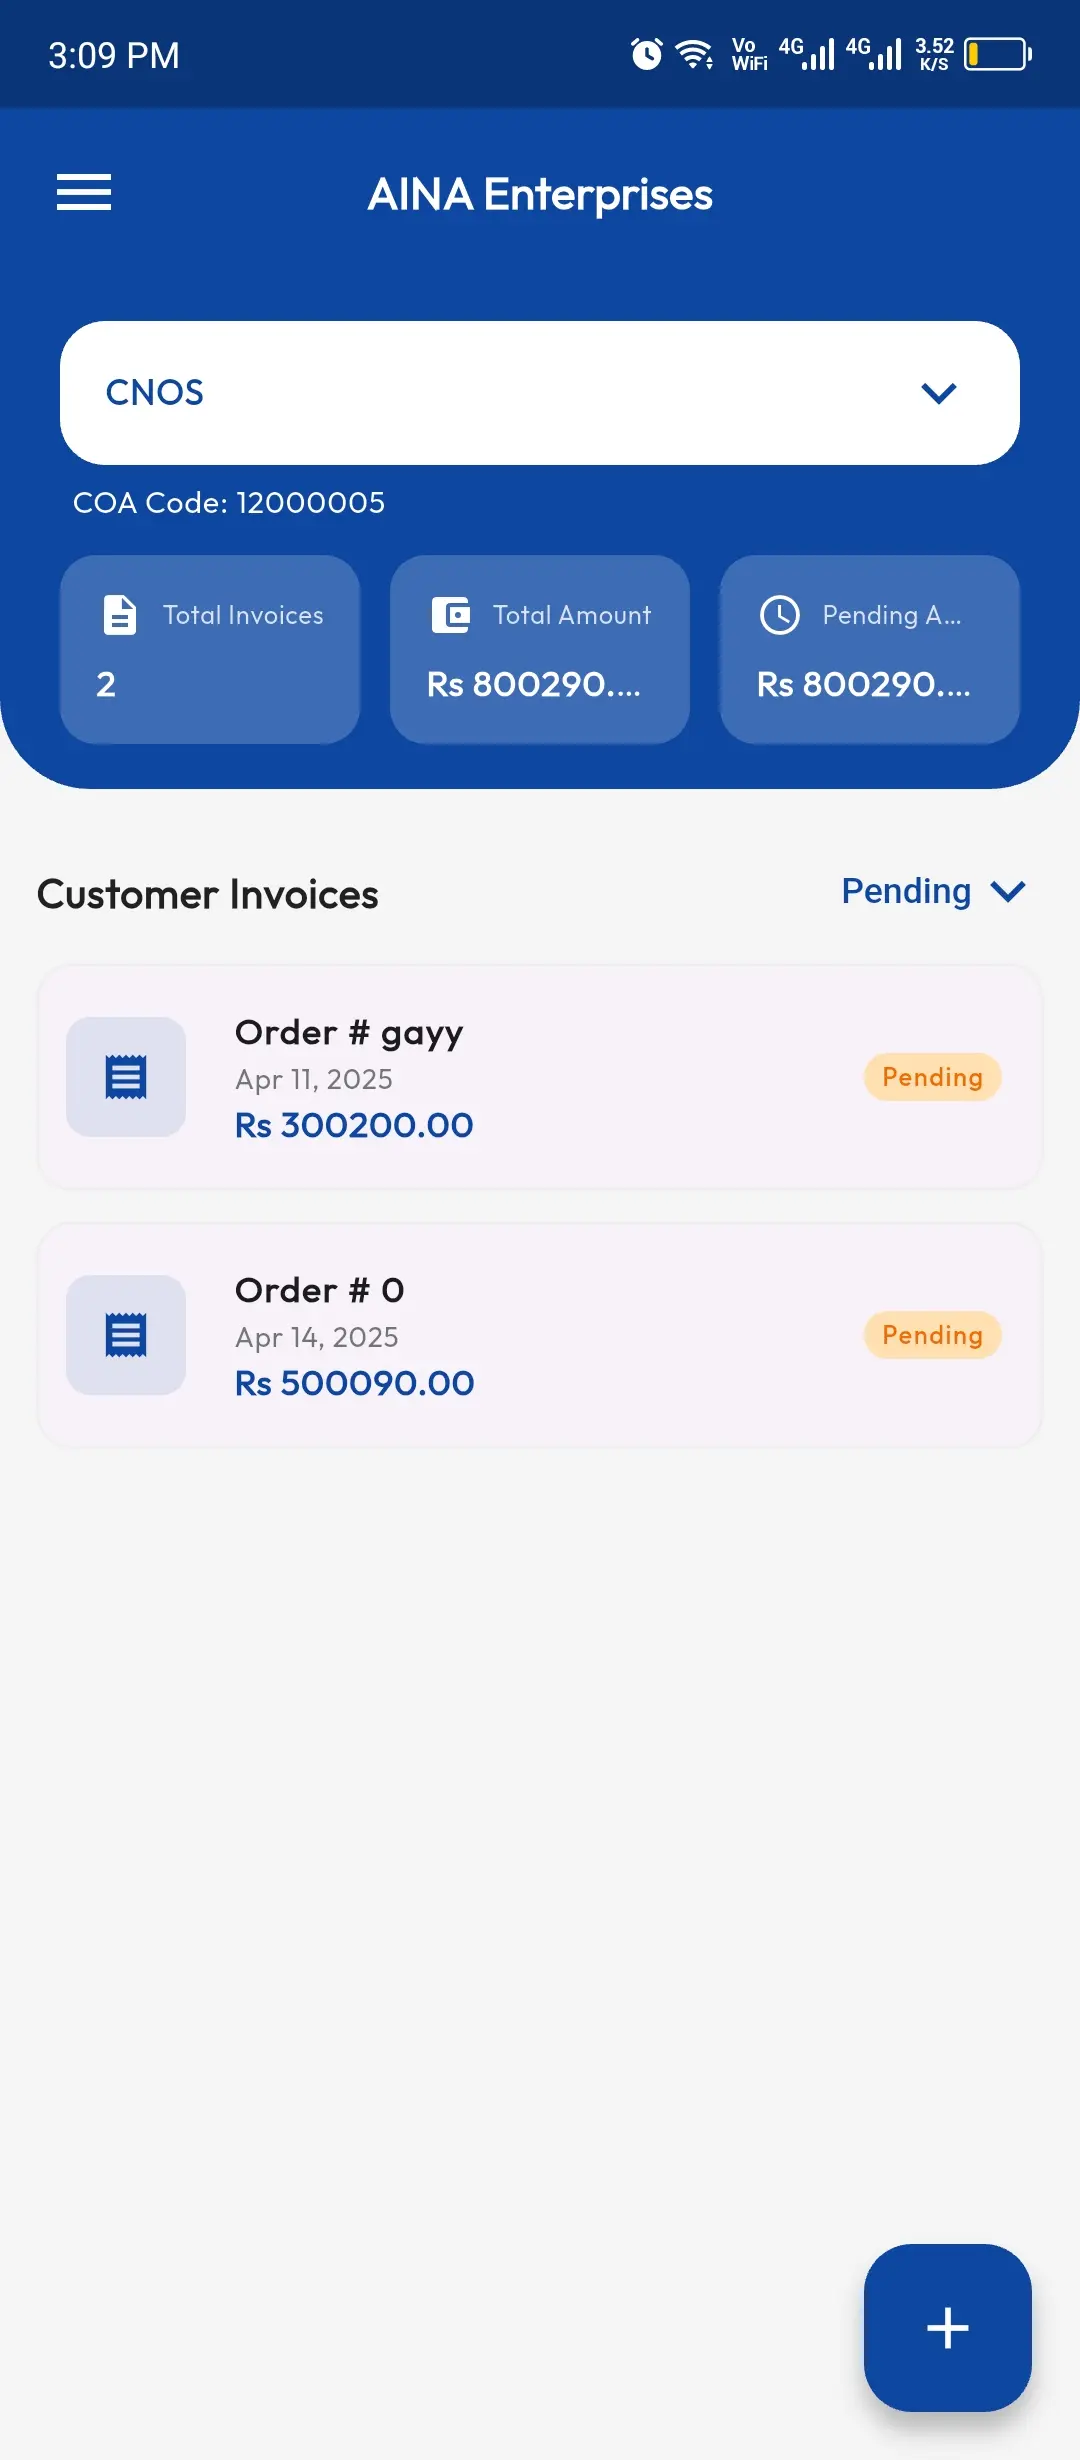 3:09 PM
Vo WiFi 4G 4G 3.52 K/S
AINA Enterprises
CNOS
COA Code: 12000005
Total Invoices
2
Total Amount
Rs 800290....
Pending A...
Rs 800290....
Customer Invoices
Pending
Order # gayy
Apr 11, 2025
Rs 300200.00
Pending
Order # 0
Apr 14, 2025
Rs 500090.00
Pending